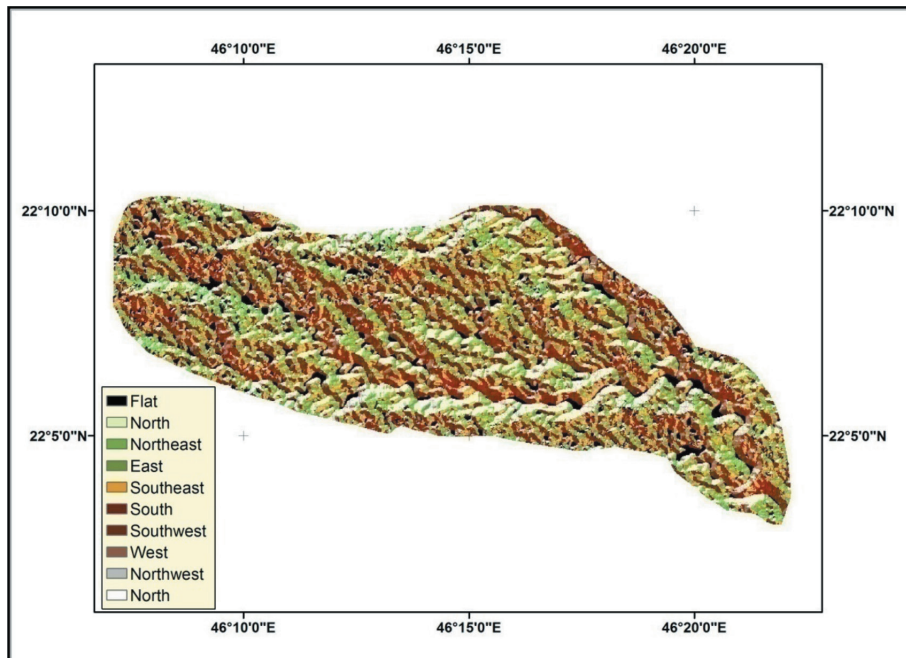 46°10'0"E 46°15'0"E 46°20'0"E
22°10'0"N 22°10'0"N
22°5'0"N 22°5'0"N
Flat
North
Northeast
East
Southeast
South
Southwest
West
Northwest
North
46°10'0"E 46°15'0"E 46°20'0"E